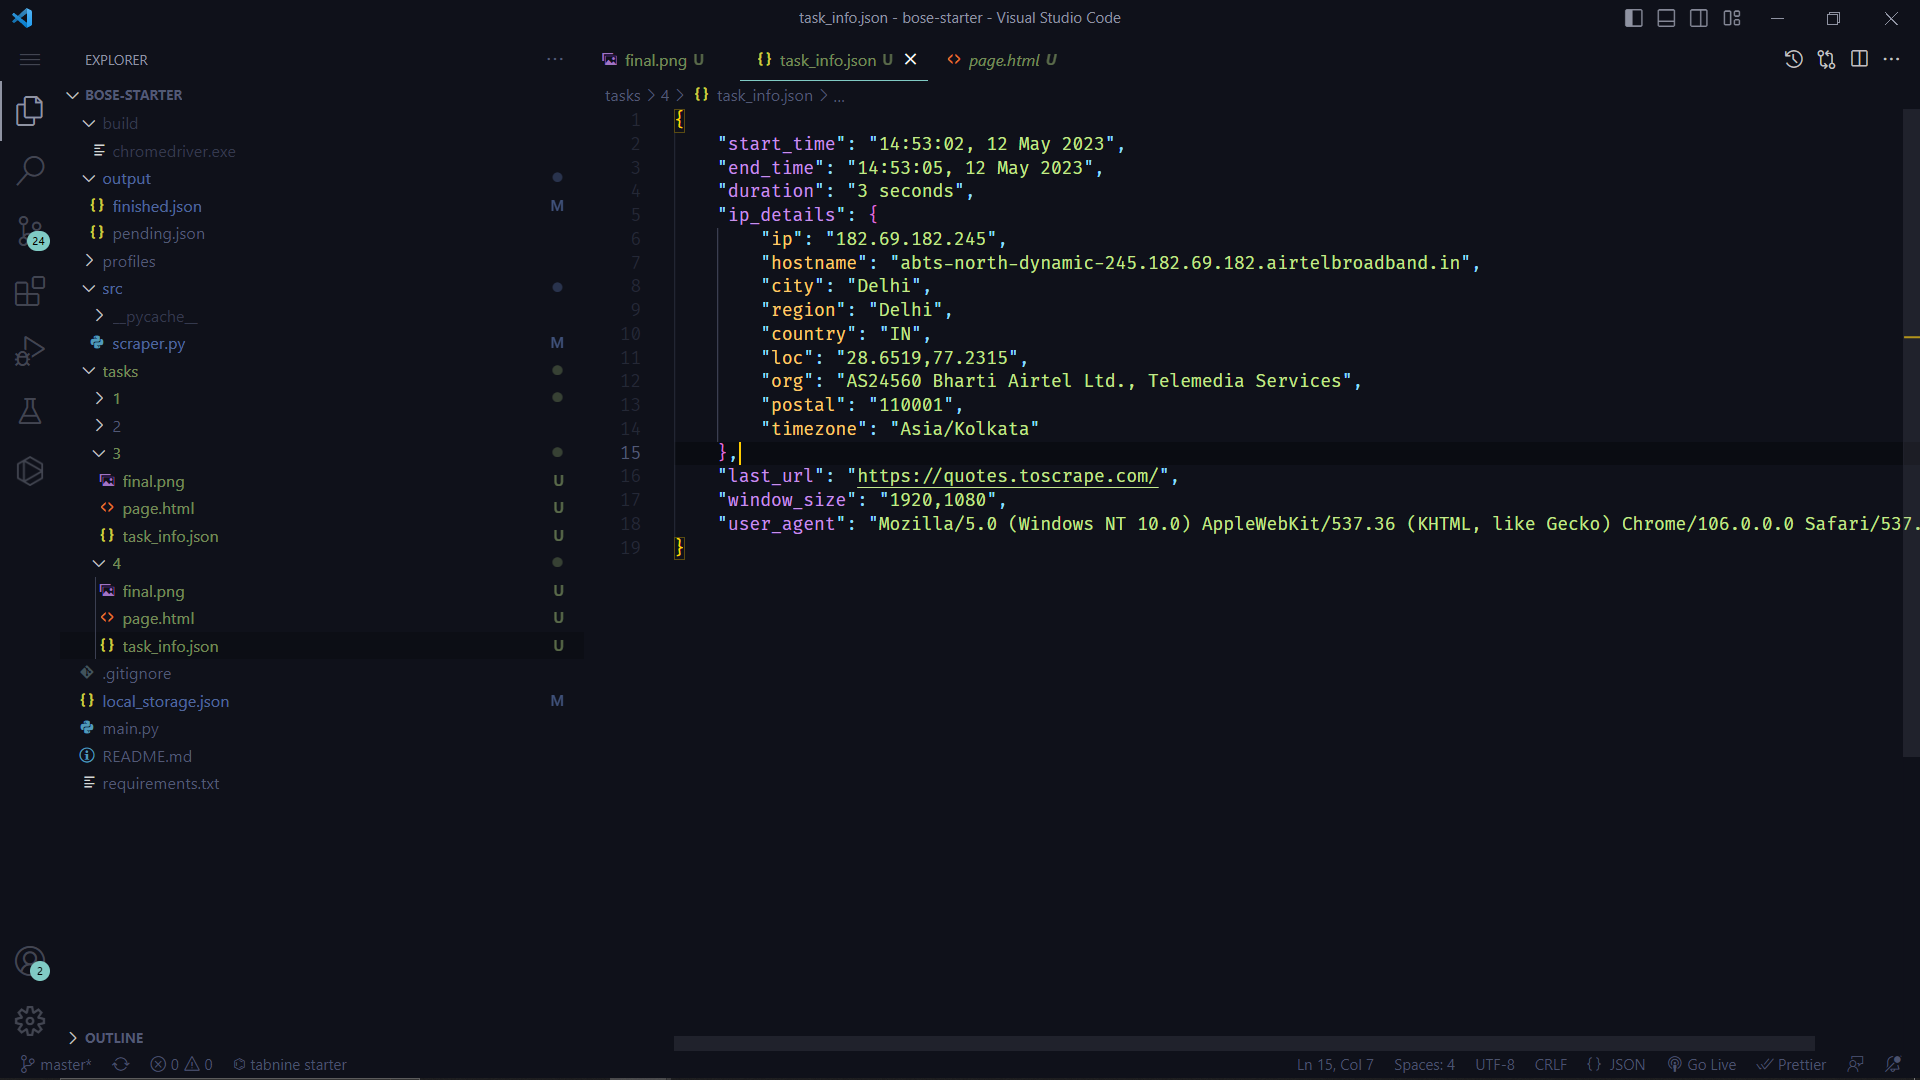 task_info.json - bose-starter - Visual Studio Code
EXPLORER
BOSE-STARTER
build
chromedriver.exe
output
finished.json M
pending.json
profiles
src
__pycache__
scraper.py M
tasks
1
2
3
final.png U
page.html U
task_info.json U
4
final.png U
page.html U
task_info.json U
.gitignore
local_storage.json M
main.py
README.md
requirements.txt
OUTLINE
24
2
final.png U
{} task_info.json U
<> page.html U
tasks > 4 > {} task_info.json > ...
1 {
2 "start_time": "14:53:02, 12 May 2023",
3 "end_time": "14:53:05, 12 May 2023",
4 "duration": "3 seconds",
5 "ip_details": {
6 "ip": "182.69.182.245",
7 "hostname": "abts-north-dynamic-245.182.69.182.airtelbroadband.in",
8 "city": "Delhi",
9 "region": "Delhi",
10 "country": "IN",
11 "loc": "28.6519,77.2315",
12 "org": "AS24560 Bharti Airtel Ltd., Telemedia Services",
13 "postal": "110001",
14 "timezone": "Asia/Kolkata"
15 },
16 "last_url": "https://quotes.toscrape.com/",
17 "window_size": "1920,1080",
18 "user_agent": "Mozilla/5.0 (Windows NT 10.0) AppleWebKit/537.36 (KHTML, like Gecko) Chrome/106.0.0.0 Safari/537.
19 }
master* 0 0 tabnine starter Ln 15, Col 7 Spaces: 4 UTF-8 CRLF {} JSON Go Live Prettier